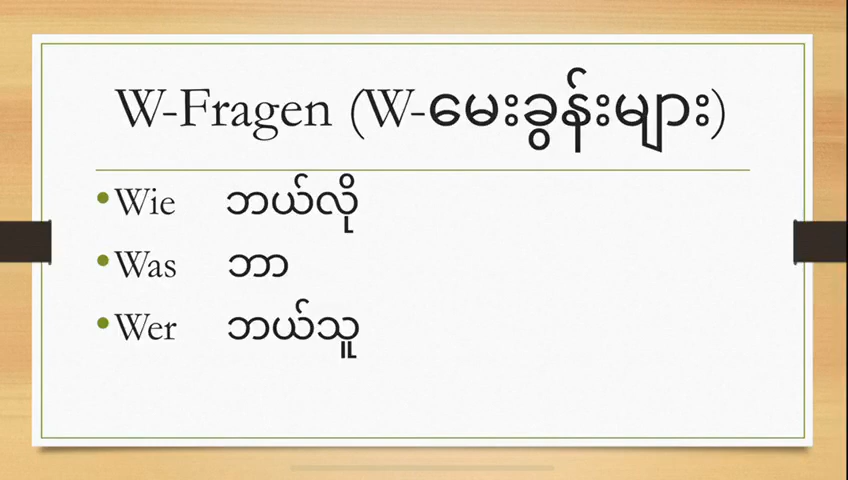 W-Fragen (W-မေးခွန်းများ)
• Wie ဘယ်လို
• Was ဘာ
• Wer ဘယ်သူ